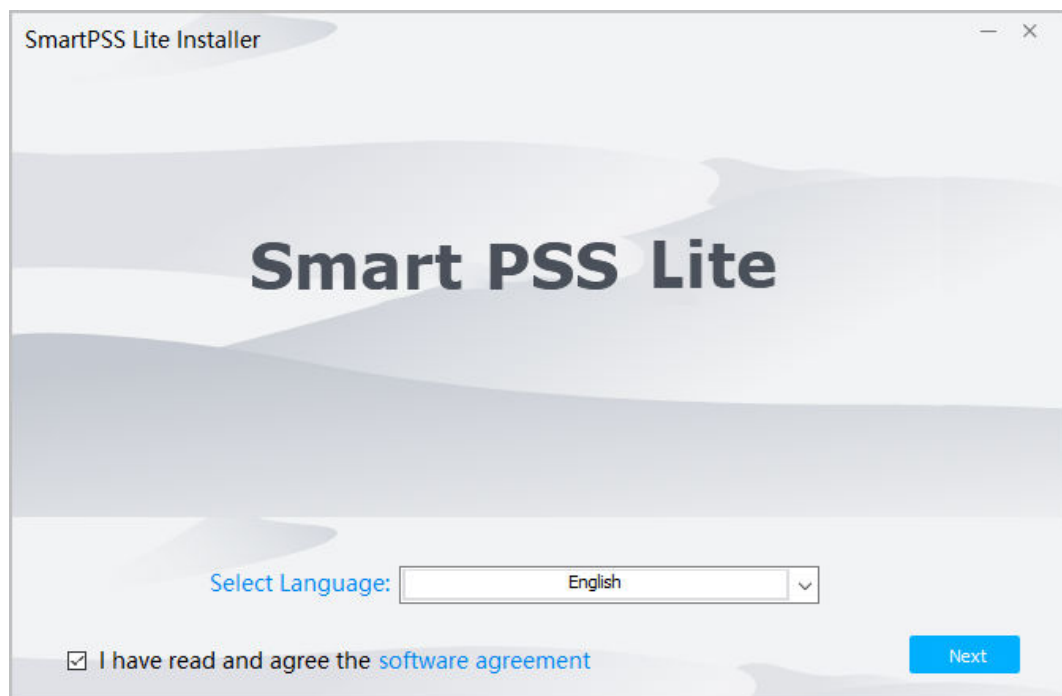 SmartPSS Lite Installer
Smart PSS Lite
Select Language: English
I have read and agree the software agreement
Next